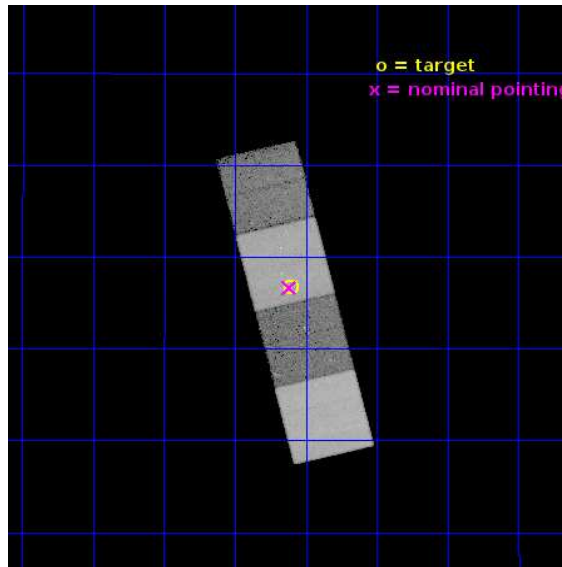 o = target
x = nominal pointing